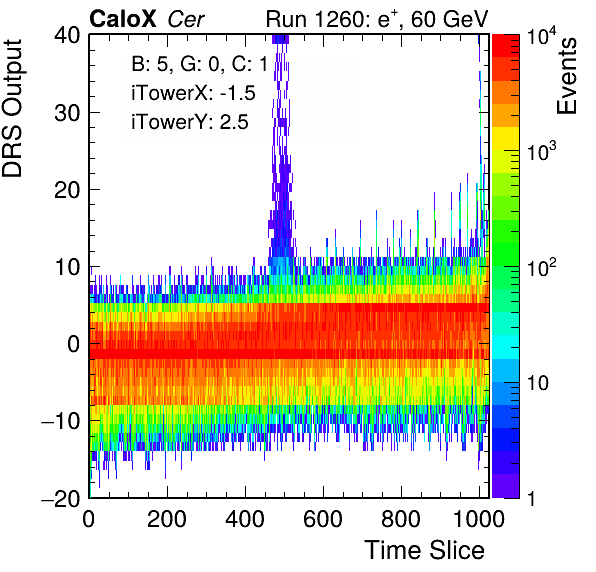 CaloX Cer Run 1260: e⁺, 60 GeV
B: 5, G: 0, C: 1
iTowerX: -1.5
iTowerY: 2.5
DRS Output
40
30
20
10
0
−10
−20
0 200 400 600 800 1000
Time Slice
Events
10⁴
10³
10²
10
1